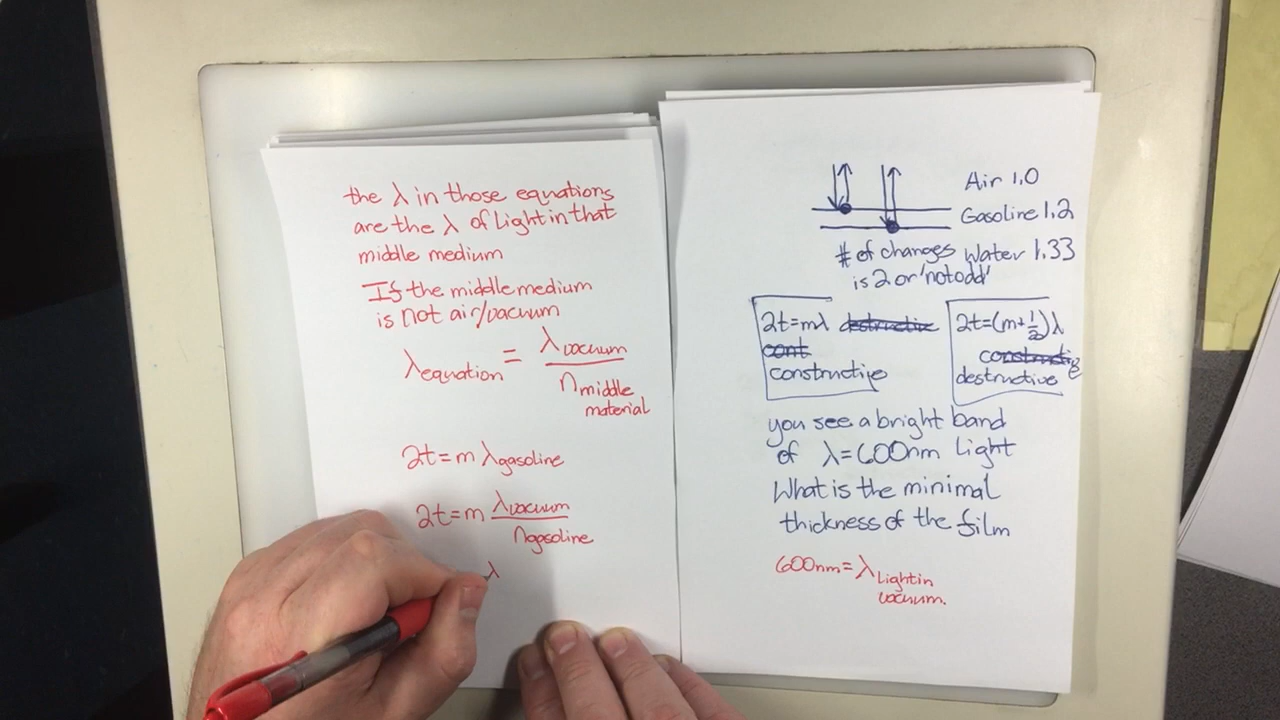 the λ in those equations
are the λ of Light in that
middle medium
If the middle medium
is not air/vacuum
λequation = λvacuum / nmiddle material
2t=mλgasoline
2t=m λvacuum / ngasoline
λ
Air 1.0
Gasoline 1.2
# of changes Water 1.33
is 2 or 'not odd'
2t=mλ destructive
cont
constructive
2t=(m+1/2)λ
constructive
destructive
you see a bright band
of λ=600nm Light
What is the minimal
thickness of the film
600nm=λLight in
vacuum.